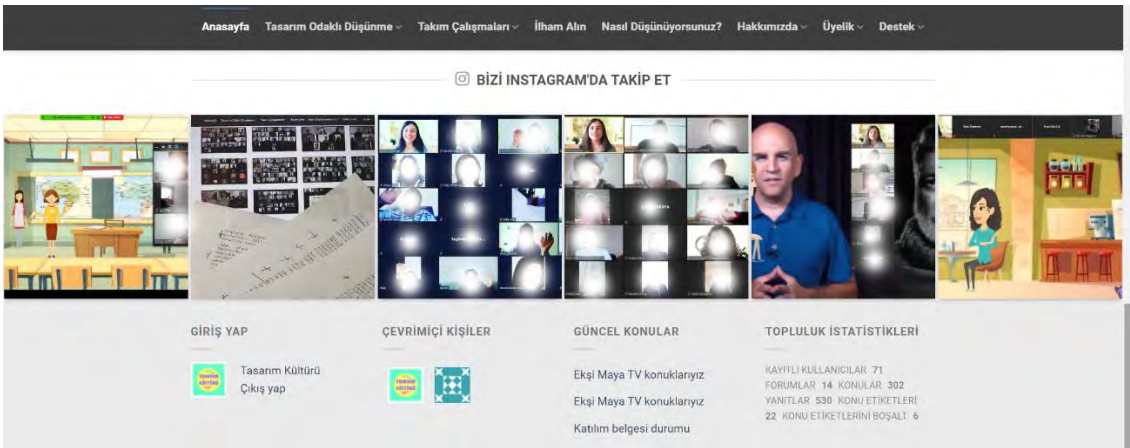 Anasayfa Tasarım Odaklı Düşünme Takım Çalışmaları İlham Alın Nasıl Düşünüyorsunuz? Hakkımızda Üyelik Destek
BİZİ INSTAGRAM'DA TAKİP ET
GİRİŞ YAP
Tasarım Kültürü
Çıkış yap
ÇEVRİMİÇİ KİŞİLER
GÜNCEL KONULAR
Ekşi Maya TV konuklarıyız
Ekşi Maya TV konuklarıyız
Katılım belgesi durumu
TOPLULUK İSTATİSTİKLERİ
KAYITLI KULLANICILAR 71
FORUMLAR 14 KONULAR 302
YANITLAR 530 KONU ETİKETLERİ
22 KONU ETİKETLERİNİ BOŞALT 6